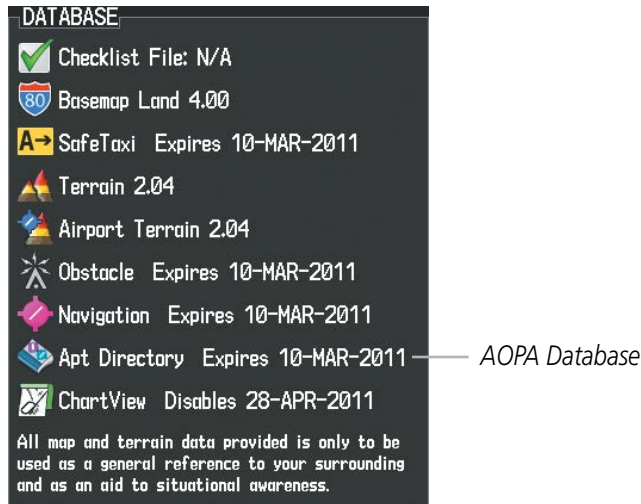 DATABASE
Checklist File: N/A
80 Basemap Land 4.00
A→ SafeTaxi Expires 10-MAR-2011
Terrain 2.04
Airport Terrain 2.04
Obstacle Expires 10-MAR-2011
Navigation Expires 10-MAR-2011
Apt Directory Expires 10-MAR-2011 AOPA Database
ChartView Disables 28-APR-2011
All map and terrain data provided is only to be
used as a general reference to your surrounding
and as an aid to situational awareness.